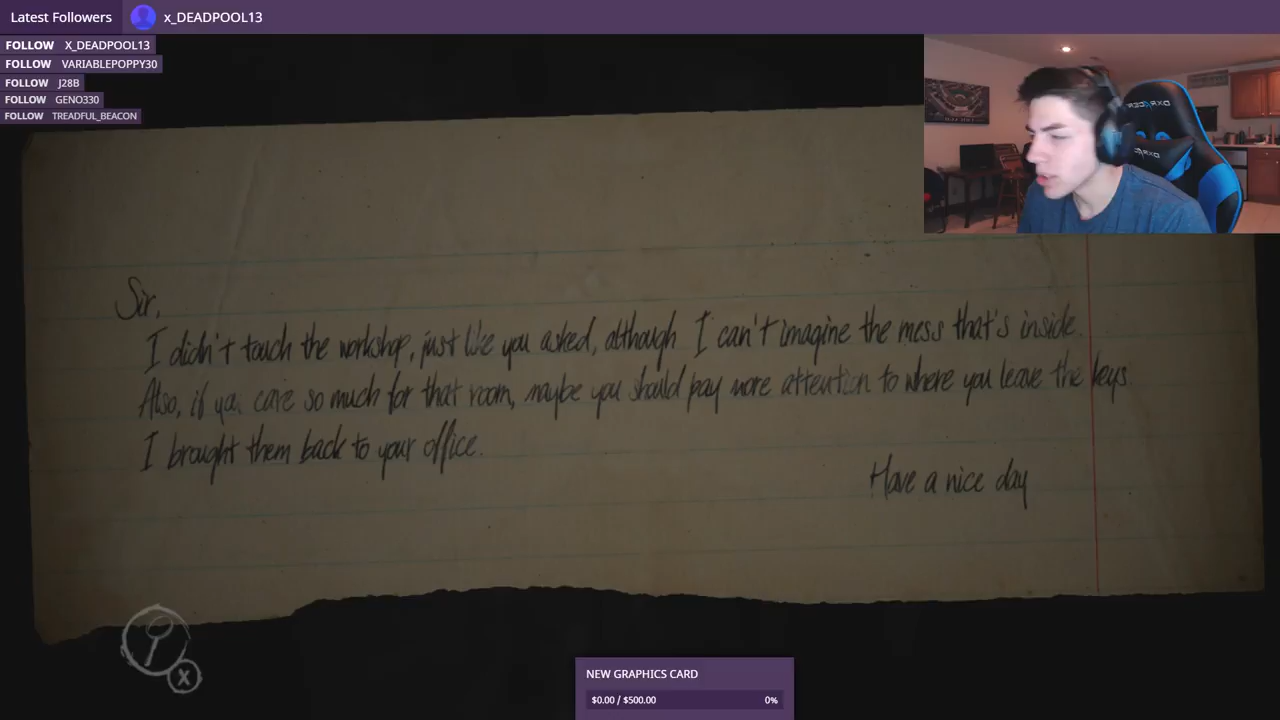 Latest Followers x_DEADPOOL13
FOLLOW X_DEADPOOL13
FOLLOW VARIABLEPOPPY30
FOLLOW J28B
FOLLOW GENO330
FOLLOW TREADFUL_BEACON
Sir,
I didn't touch the workshop, just like you asked, although I can't imagine the mess that's inside.
Also, if you care so much for that room, maybe you should pay more attention to where you leave the keys.
I brought them back to your office.
Have a nice day
X
NEW GRAPHICS CARD
$0.00 / $500.00 0%